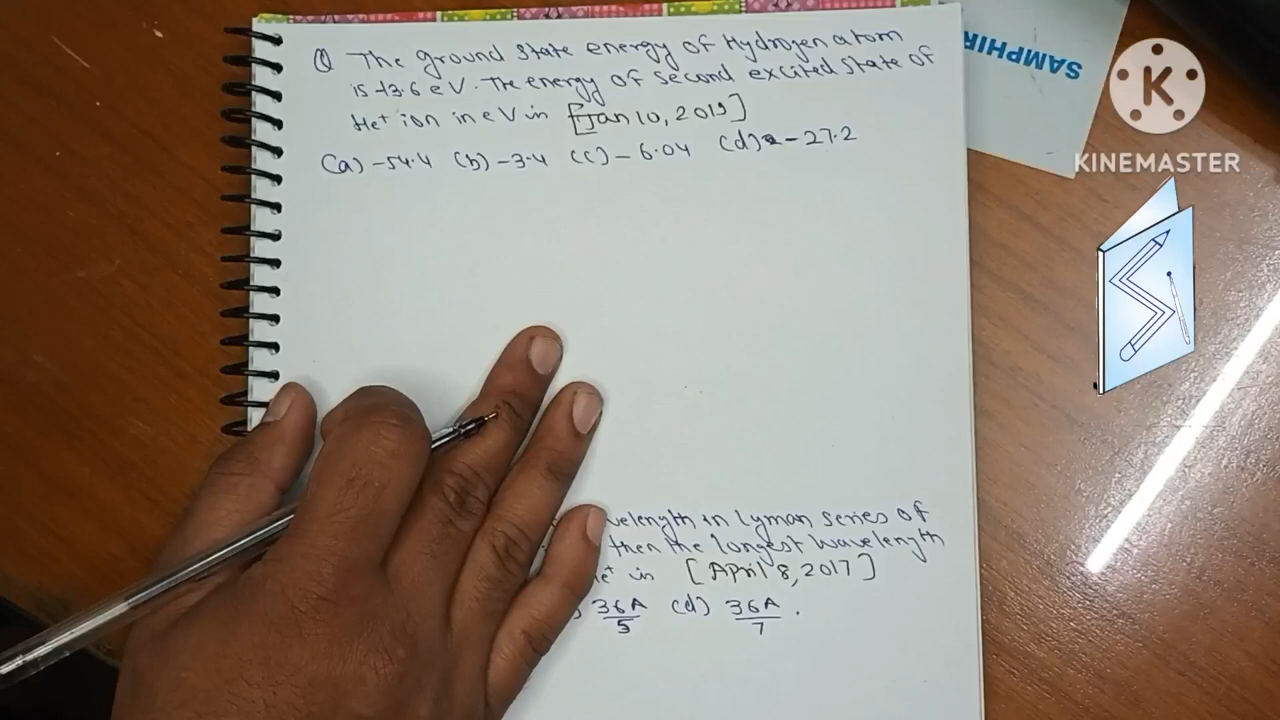 Q The ground state energy of Hydrogen atom
is -13.6 eV. The energy of second excited state of
He+ ion in eV in [Jan 10, 2019]
(a) -54.4 (b) -3.4 (c) -6.04 (d) -27.2
SAMPHIR
KINEMASTER
velength in Lyman series of
then the longest wavelength
He+ in [April 8, 2017]
36A/5 (d) 36A/7 .